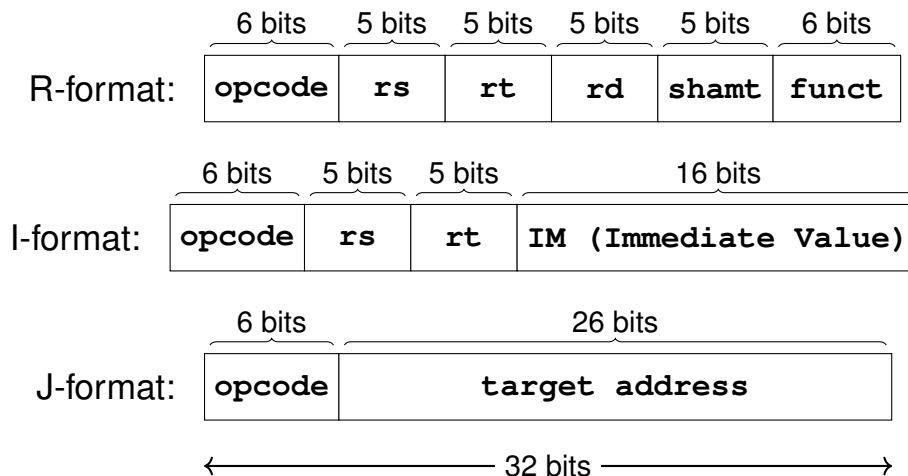 6 bits 5 bits 5 bits 5 bits 5 bits 6 bits
R-format: opcode rs rt rd shamt funct
6 bits 5 bits 5 bits 16 bits
I-format: opcode rs rt IM (Immediate Value)
6 bits 26 bits
J-format: opcode target address
32 bits